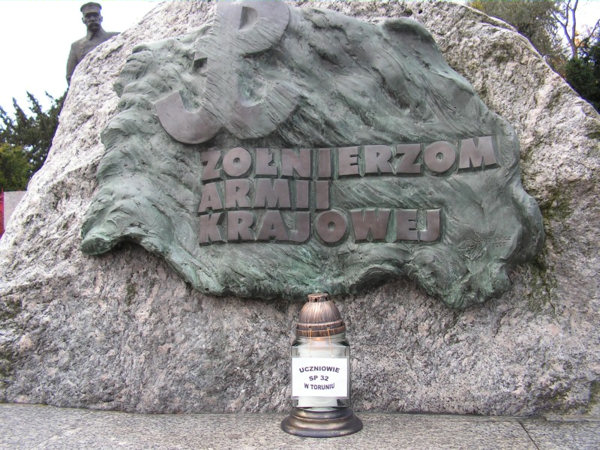 ŻOŁNIERZOM
ARMII
KRAJOWEJ
UCZNIOWIE
SP 32
W TORUNIU